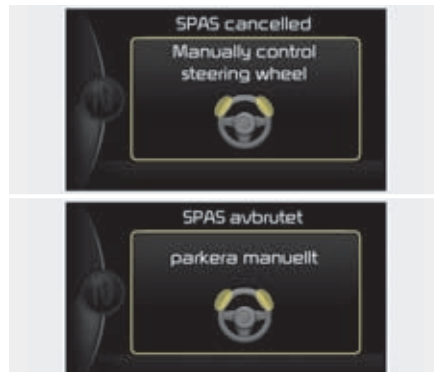 SPAS cancelled
Manually control
steering wheel
SPAS avbrutet
parkera manuellt